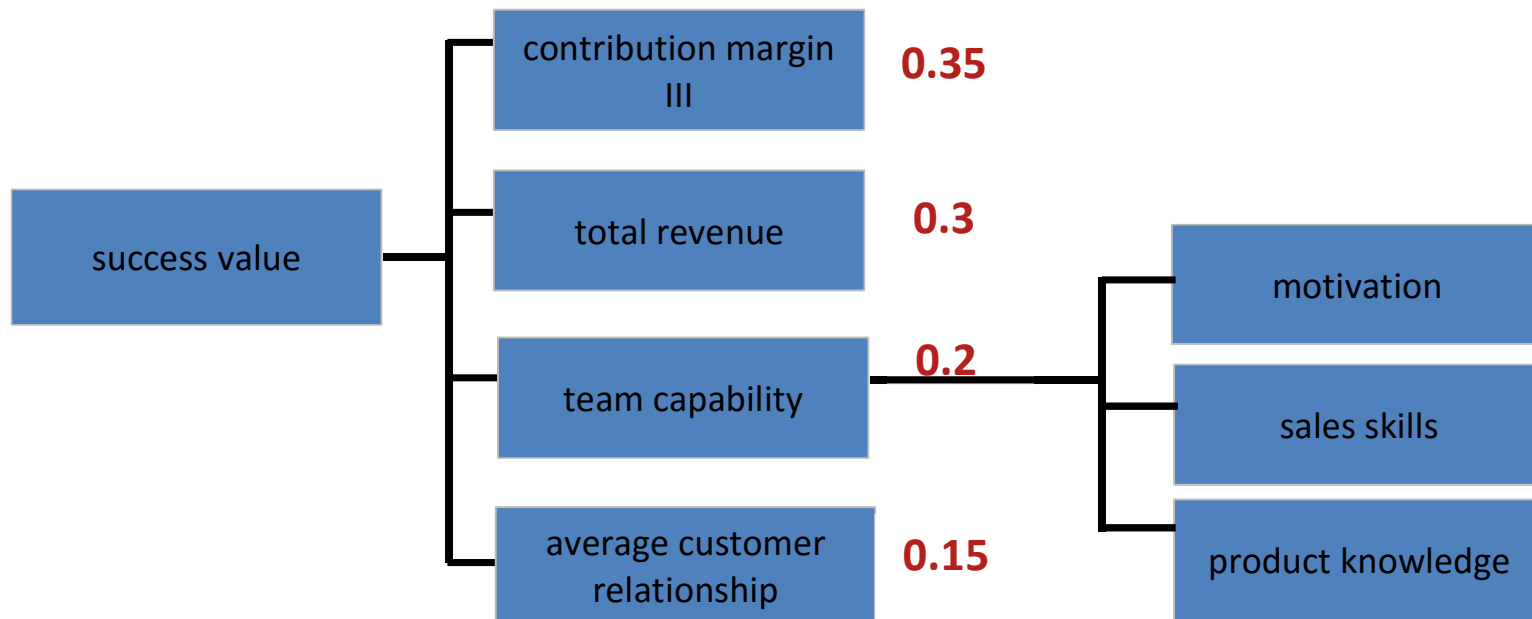 contribution margin
III
0.35
success value
total revenue
0.3
motivation
team capability
0.2
sales skills
average customer
relationship
0.15
product knowledge